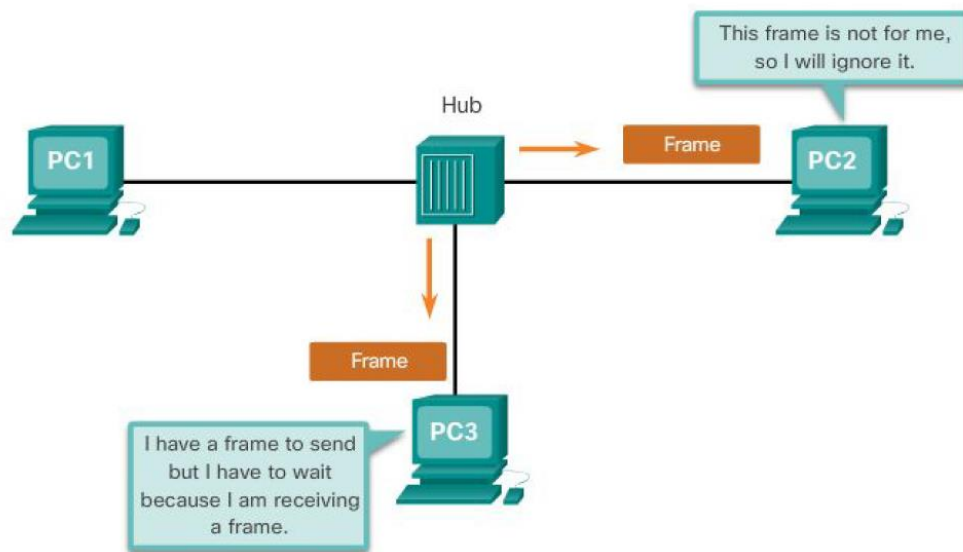 This frame is not for me,
so I will ignore it.
Hub
PC1
Frame
PC2
Frame
PC3
I have a frame to send
but I have to wait
because I am receiving
a frame.